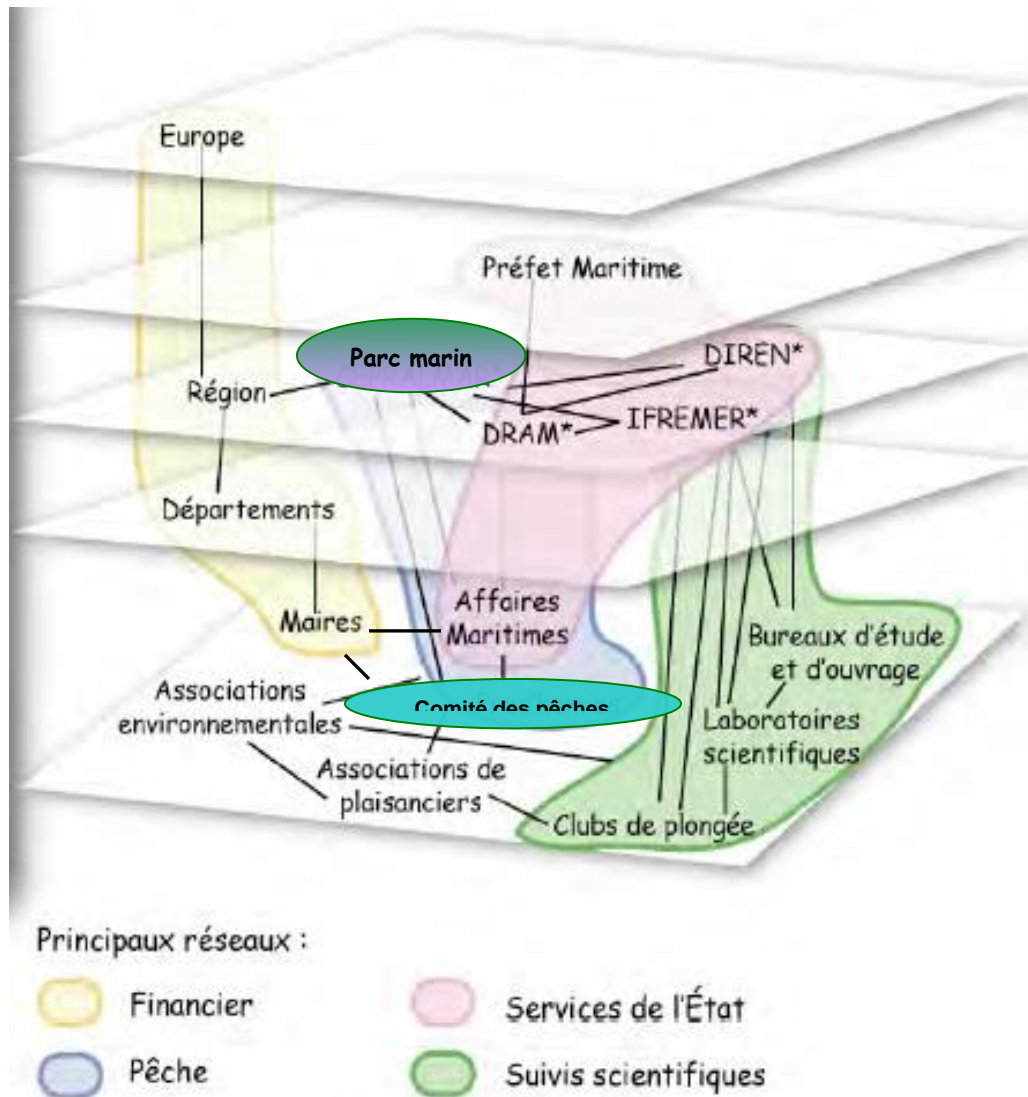 Europe
Préfet Maritime
Parc marin
DIREN*
Région
DRAM*
IFREMER*
Départements
Affaires
Maritimes
Maires
Bureaux d'étude
et d'ouvrage
Associations
environnementales
Comité des pêches
Laboratoires
scientifiques
Associations de
plaisanciers
Clubs de plongée
Principaux réseaux :
Financier
Services de l'État
Pêche
Suivis scientifiques